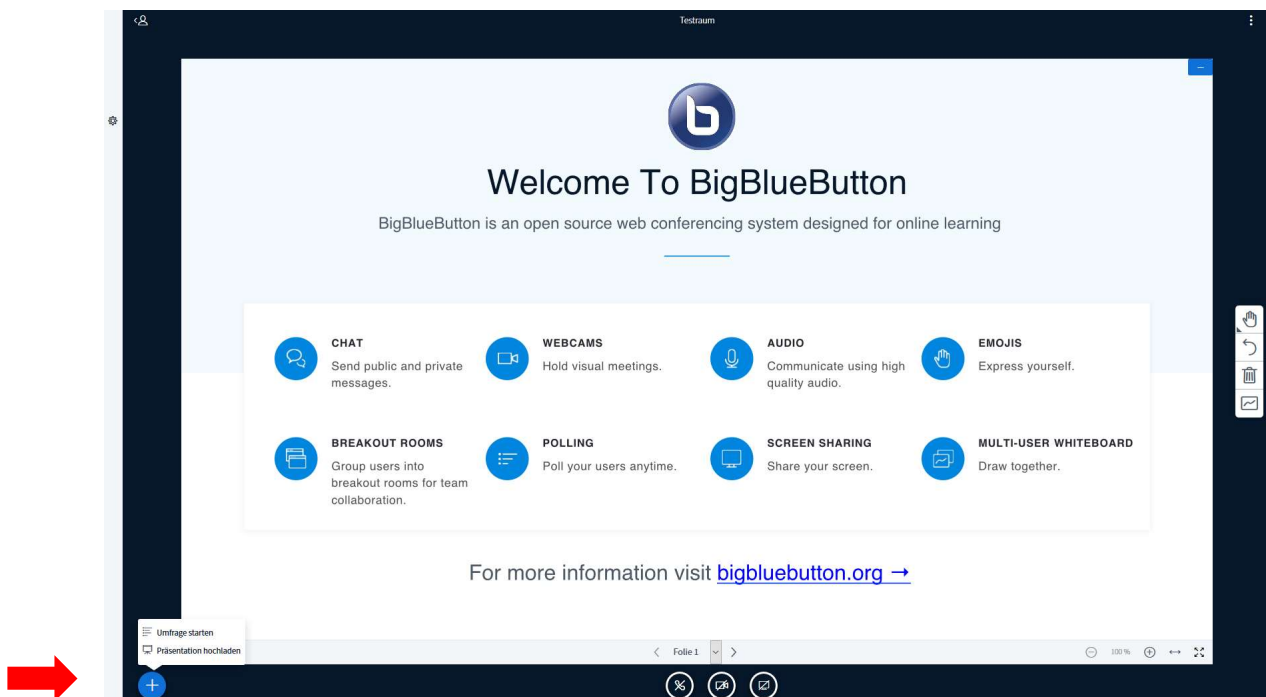 Testraum
Welcome To BigBlueButton
BigBlueButton is an open source web conferencing system designed for online learning
CHAT
Send public and private
messages.
WEBCAMS
Hold visual meetings.
AUDIO
Communicate using high
quality audio.
EMOJIS
Express yourself.
BREAKOUT ROOMS
Group users into
breakout rooms for team
collaboration.
POLLING
Poll your users anytime.
SCREEN SHARING
Share your screen.
MULTI-USER WHITEBOARD
Draw together.
For more information visit bigbluebutton.org →
Umfrage starten
Präsentation hochladen
Folie 1
100 %